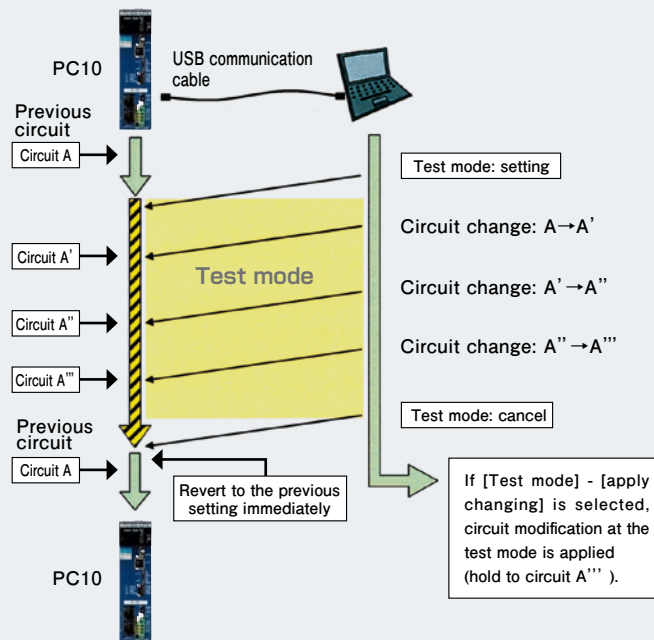 PC10
USB communication
cable
Previous
circuit
Circuit A
Test mode: setting
Circuit change: A→A'
Circuit A'
Test mode
Circuit change: A'→A''
Circuit A''
Circuit change: A''→A'''
Circuit A'''
Test mode: cancel
Previous
circuit
Circuit A
Revert to the previous
setting immediately
If [Test mode] - [apply
changing] is selected,
circuit modification at the
test mode is applied
(hold to circuit A''' ).
PC10